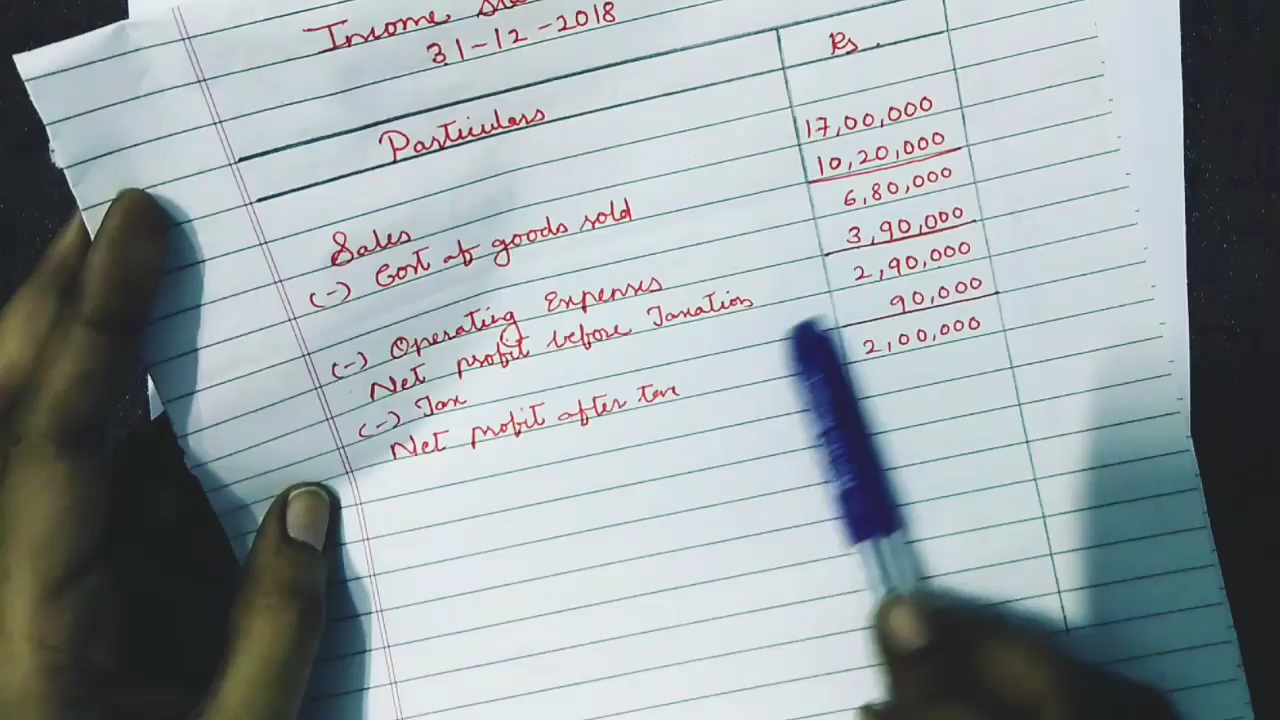 Income
31-12-2018
Particulars Rs.
Sales 17,00,000
(-) Cost of goods sold 10,20,000
6,80,000
(-) Operating Expenses 3,90,000
Net profit before Taxation 2,90,000
(-) Tax 90,000
Net profit after tax 2,00,000